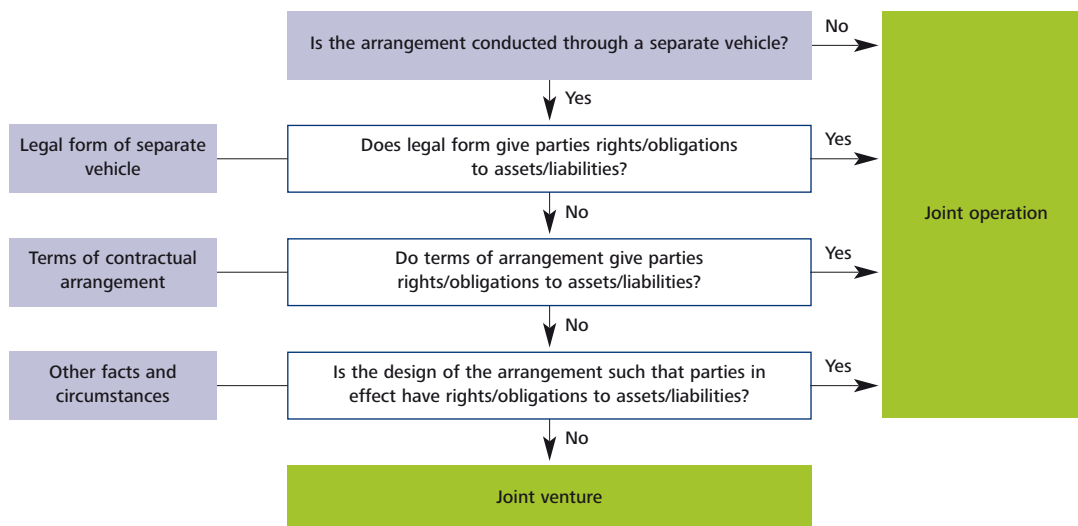 Is the arrangement conducted through a separate vehicle?
No
Yes
Legal form of separate
vehicle
Does legal form give parties rights/obligations
to assets/liabilities?
Yes
Joint operation
No
Terms of contractual
arrangement
Do terms of arrangement give parties
rights/obligations to assets/liabilities?
Yes
No
Other facts and
circumstances
Is the design of the arrangement such that parties in
effect have rights/obligations to assets/liabilities?
Yes
No
Joint venture